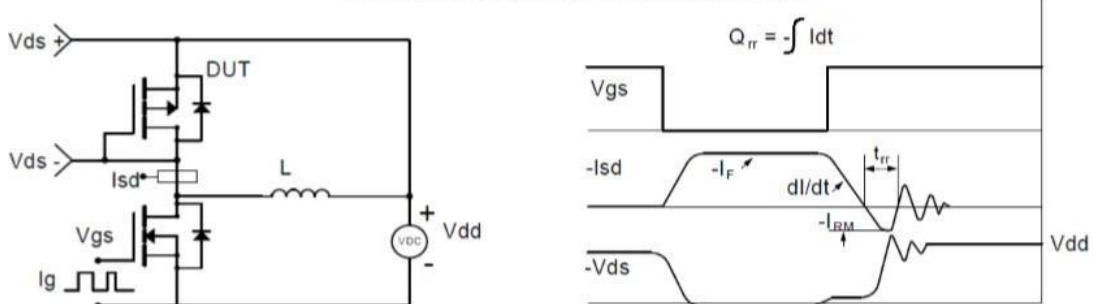 Vds +
DUT
Vds -
Isd
L
Vgs
Ig
+
VDC
-
Vdd
Qrr = -∫ Idt
Vgs
-Isd
-IF
dI/dt
trr
-IRM
-Vds
Vdd